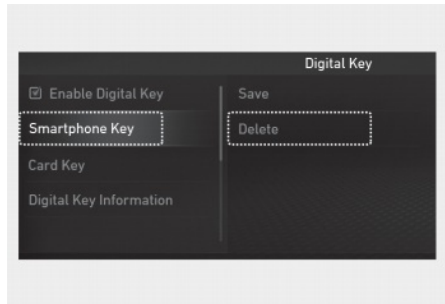 Digital Key
Enable Digital Key
Smartphone Key
Card Key
Digital Key Information
Save
Delete